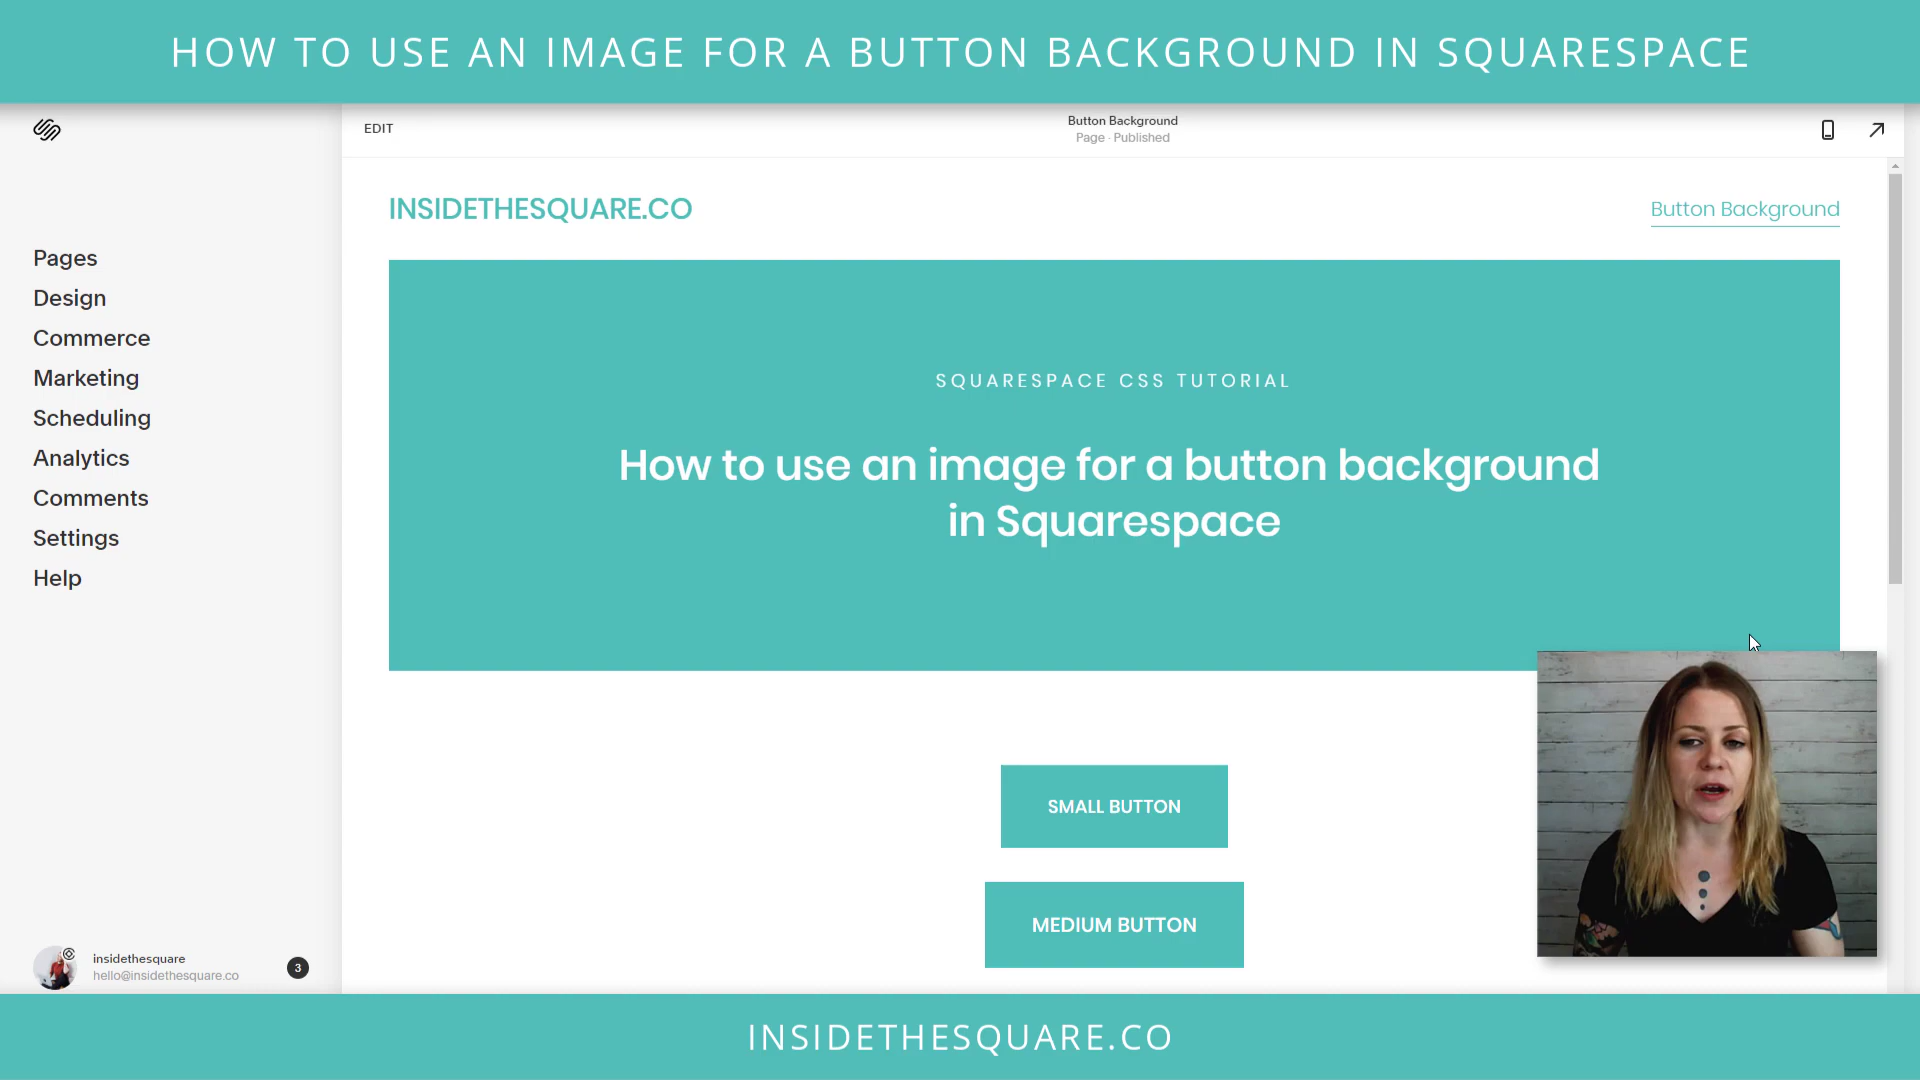 HOW TO USE AN IMAGE FOR A BUTTON BACKGROUND IN SQUARESPACE
EDIT
Button Background
Page · Published
INSIDETHESQUARE.CO
Button Background
Pages
Design
Commerce
Marketing
Scheduling
Analytics
Comments
Settings
Help
SQUARESPACE CSS TUTORIAL
How to use an image for a button background
in Squarespace
SMALL BUTTON
MEDIUM BUTTON
insidethesquare
hello@insidethesquare.co
3
INSIDETHESQUARE.CO